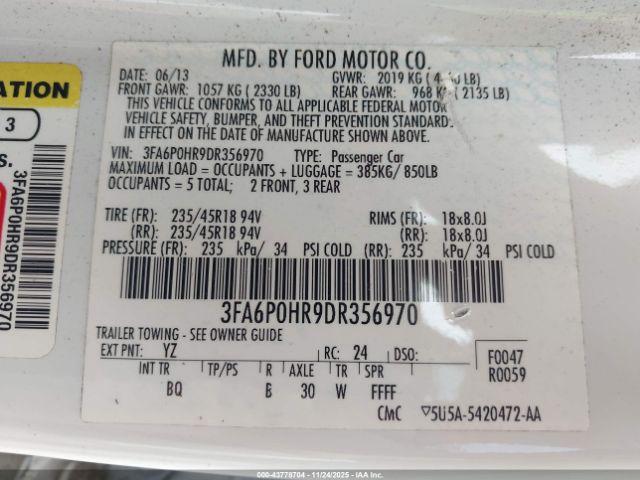 MFD. BY FORD MOTOR CO.
DATE: 06/13 GVWR: 2019 KG ( LB)
FRONT GAWR: 1057 KG ( 2330 LB) REAR GAWR: 968 K ( 2135 LB)
THIS VEHICLE CONFORMS TO ALL APPLICABLE FEDERAL MOTOR
VEHICLE SAFETY, BUMPER, AND THEFT PREVENTION STANDARDS
IN EFFECT ON THE DATE OF MANUFACTURE SHOWN ABOVE.
VIN: 3FA6P0HR9DR356970 TYPE: Passenger Car
MAXIMUM LOAD = OCCUPANTS + LUGGAGE = 385KG/ 850LB
OCCUPANTS = 5 TOTAL; 2 FRONT, 3 REAR
TIRE (FR): 235/45R18 94V RIMS (FR): 18x8.0J
(RR): 235/45R18 94V (RR): 18x8.0J
PRESSURE (FR): 235 kPa/ 34 PSI COLD (RR): 235 kPa/ 34 PSI COLD
3FA6P0HR9DR356970
TRAILER TOWING - SEE OWNER GUIDE
EXT PNT: YZ RC: 24 DSO:
F0047
R0059
INT TR TP/PS R AXLE TR SPR
BQ B 30 W FFFF
CMC ▽5U5A-5420472-AA
ATION
3
s.
3FA6P0HR9DR356970
000-43778704 - 11/24/2025 - IAA, Inc.